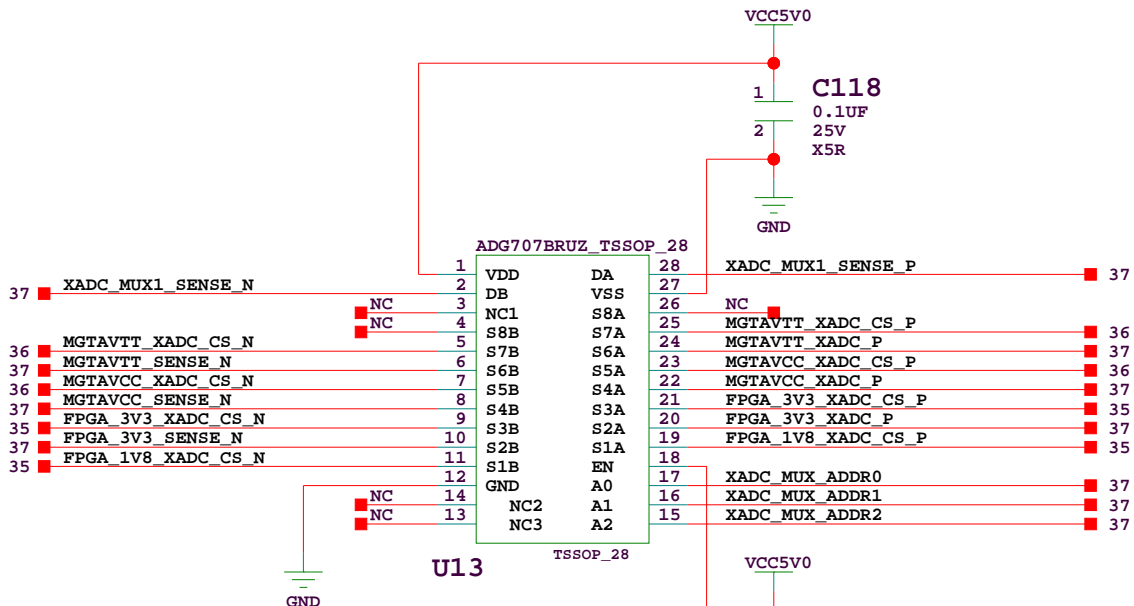 VCC5V0
1
C118
0.1UF
2
25V
X5R
GND
ADG707BRUZ_TSSOP_28
1 VDD DA 28 XADC_MUX1_SENSE_P 37
37 XADC_MUX1_SENSE_N 2 DB VSS 27
NC 3 NC1 S8A 26 NC
NC 4 S8B S7A 25 MGTAVTT_XADC_CS_P 36
36 MGTAVTT_XADC_CS_N 5 S7B S6A 24 MGTAVTT_XADC_P 37
37 MGTAVTT_SENSE_N 6 S6B S5A 23 MGTAVCC_XADC_CS_P 36
36 MGTAVCC_XADC_CS_N 7 S5B S4A 22 MGTAVCC_XADC_P 37
37 MGTAVCC_SENSE_N 8 S4B S3A 21 FPGA_3V3_XADC_CS_P 35
35 FPGA_3V3_XADC_CS_N 9 S3B S2A 20 FPGA_3V3_XADC_P 37
37 FPGA_3V3_SENSE_N 10 S2B S1A 19 FPGA_1V8_XADC_CS_P 35
35 FPGA_1V8_XADC_CS_N 11 S1B EN 18
12 GND A0 17 XADC_MUX_ADDR0 37
NC 14 NC2 A1 16 XADC_MUX_ADDR1 37
NC 13 NC3 A2 15 XADC_MUX_ADDR2 37
U13
TSSOP_28
VCC5V0
GND